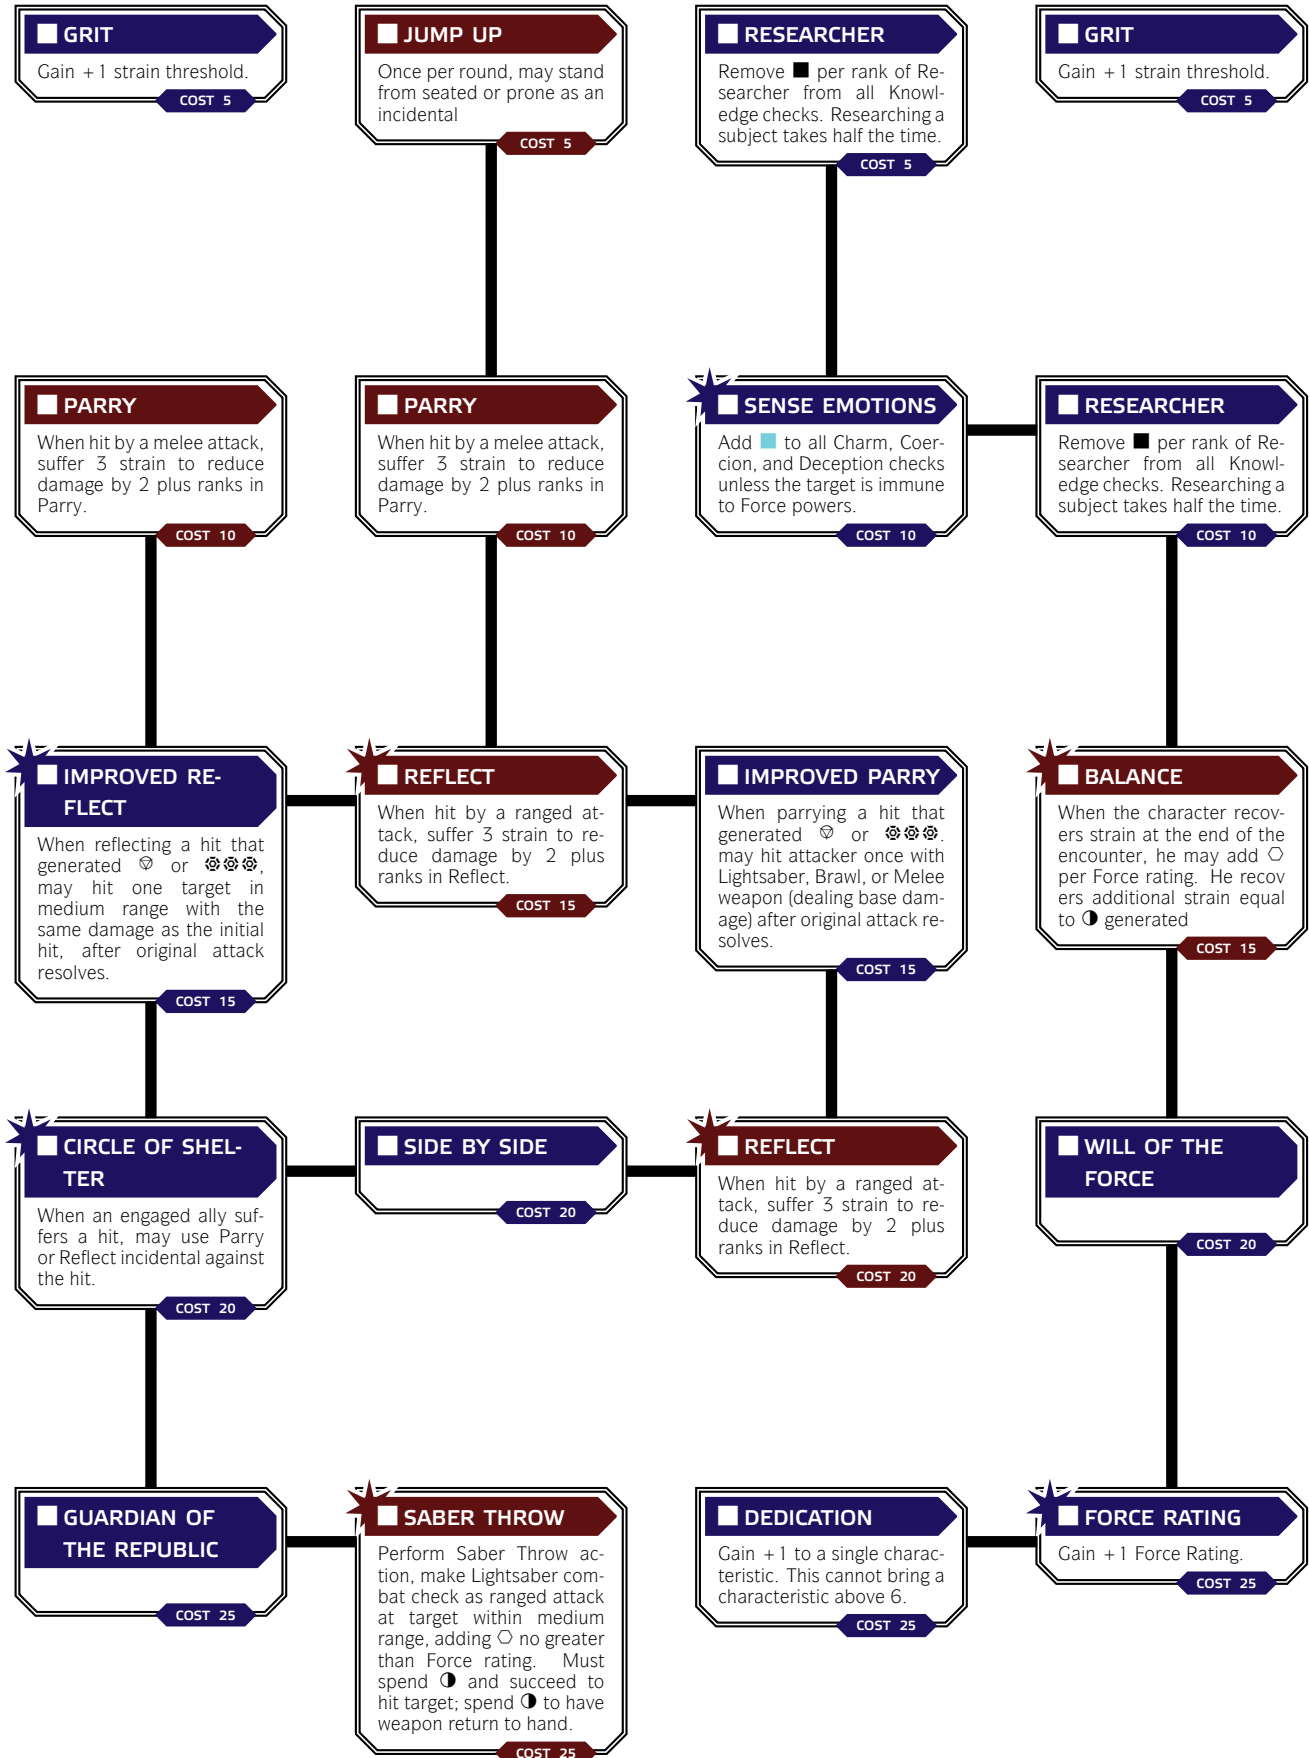 GRIT
Gain +1 strain threshold.
COST 5
JUMP UP
Once per round, may stand
from seated or prone as an
incidental
COST 5
RESEARCHER
Remove ■ per rank of Re-
searcher from all Knowl-
edge checks. Researching a
subject takes half the time.
COST 5
GRIT
Gain +1 strain threshold.
COST 5
PARRY
When hit by a melee attack,
suffer 3 strain to reduce
damage by 2 plus ranks in
Parry.
COST 10
PARRY
When hit by a melee attack,
suffer 3 strain to reduce
damage by 2 plus ranks in
Parry.
COST 10
SENSE EMOTIONS
Add ■ to all Charm, Coer-
cion, and Deception checks
unless the target is immune
to Force powers.
COST 10
RESEARCHER
Remove ■ per rank of Re-
searcher from all Knowl-
edge checks. Researching a
subject takes half the time.
COST 10
IMPROVED RE-
FLECT
When reflecting a hit that
generated or ,
may hit one target in
medium range with the
same damage as the initial
hit, after original attack
resolves.
COST 15
REFLECT
When hit by a ranged at-
tack, suffer 3 strain to re-
duce damage by 2 plus
ranks in Reflect.
COST 15
IMPROVED PARRY
When parrying a hit that
generated or .
may hit attacker once with
Lightsaber, Brawl, or Melee
weapon (dealing base dam-
age) after original attack re-
solves.
COST 15
BALANCE
When the character recov-
ers strain at the end of the
encounter, he may add ⬡
per Force rating. He recov
ers additional strain equal
to ◑ generated
COST 15
CIRCLE OF SHEL-
TER
When an engaged ally suf-
fers a hit, may use Parry
or Reflect incidental against
the hit.
COST 20
SIDE BY SIDE
COST 20
REFLECT
When hit by a ranged at-
tack, suffer 3 strain to re-
duce damage by 2 plus
ranks in Reflect.
COST 20
WILL OF THE
FORCE
COST 20
GUARDIAN OF
THE REPUBLIC
COST 25
SABER THROW
Perform Saber Throw ac-
tion, make Lightsaber com-
bat check as ranged attack
at target within medium
range, adding ⬡ no greater
than Force rating. Must
spend ◑ and succeed to
hit target; spend ◑ to have
weapon return to hand.
COST 25
DEDICATION
Gain +1 to a single charac-
teristic. This cannot bring a
characteristic above 6.
COST 25
FORCE RATING
Gain +1 Force Rating.
COST 25